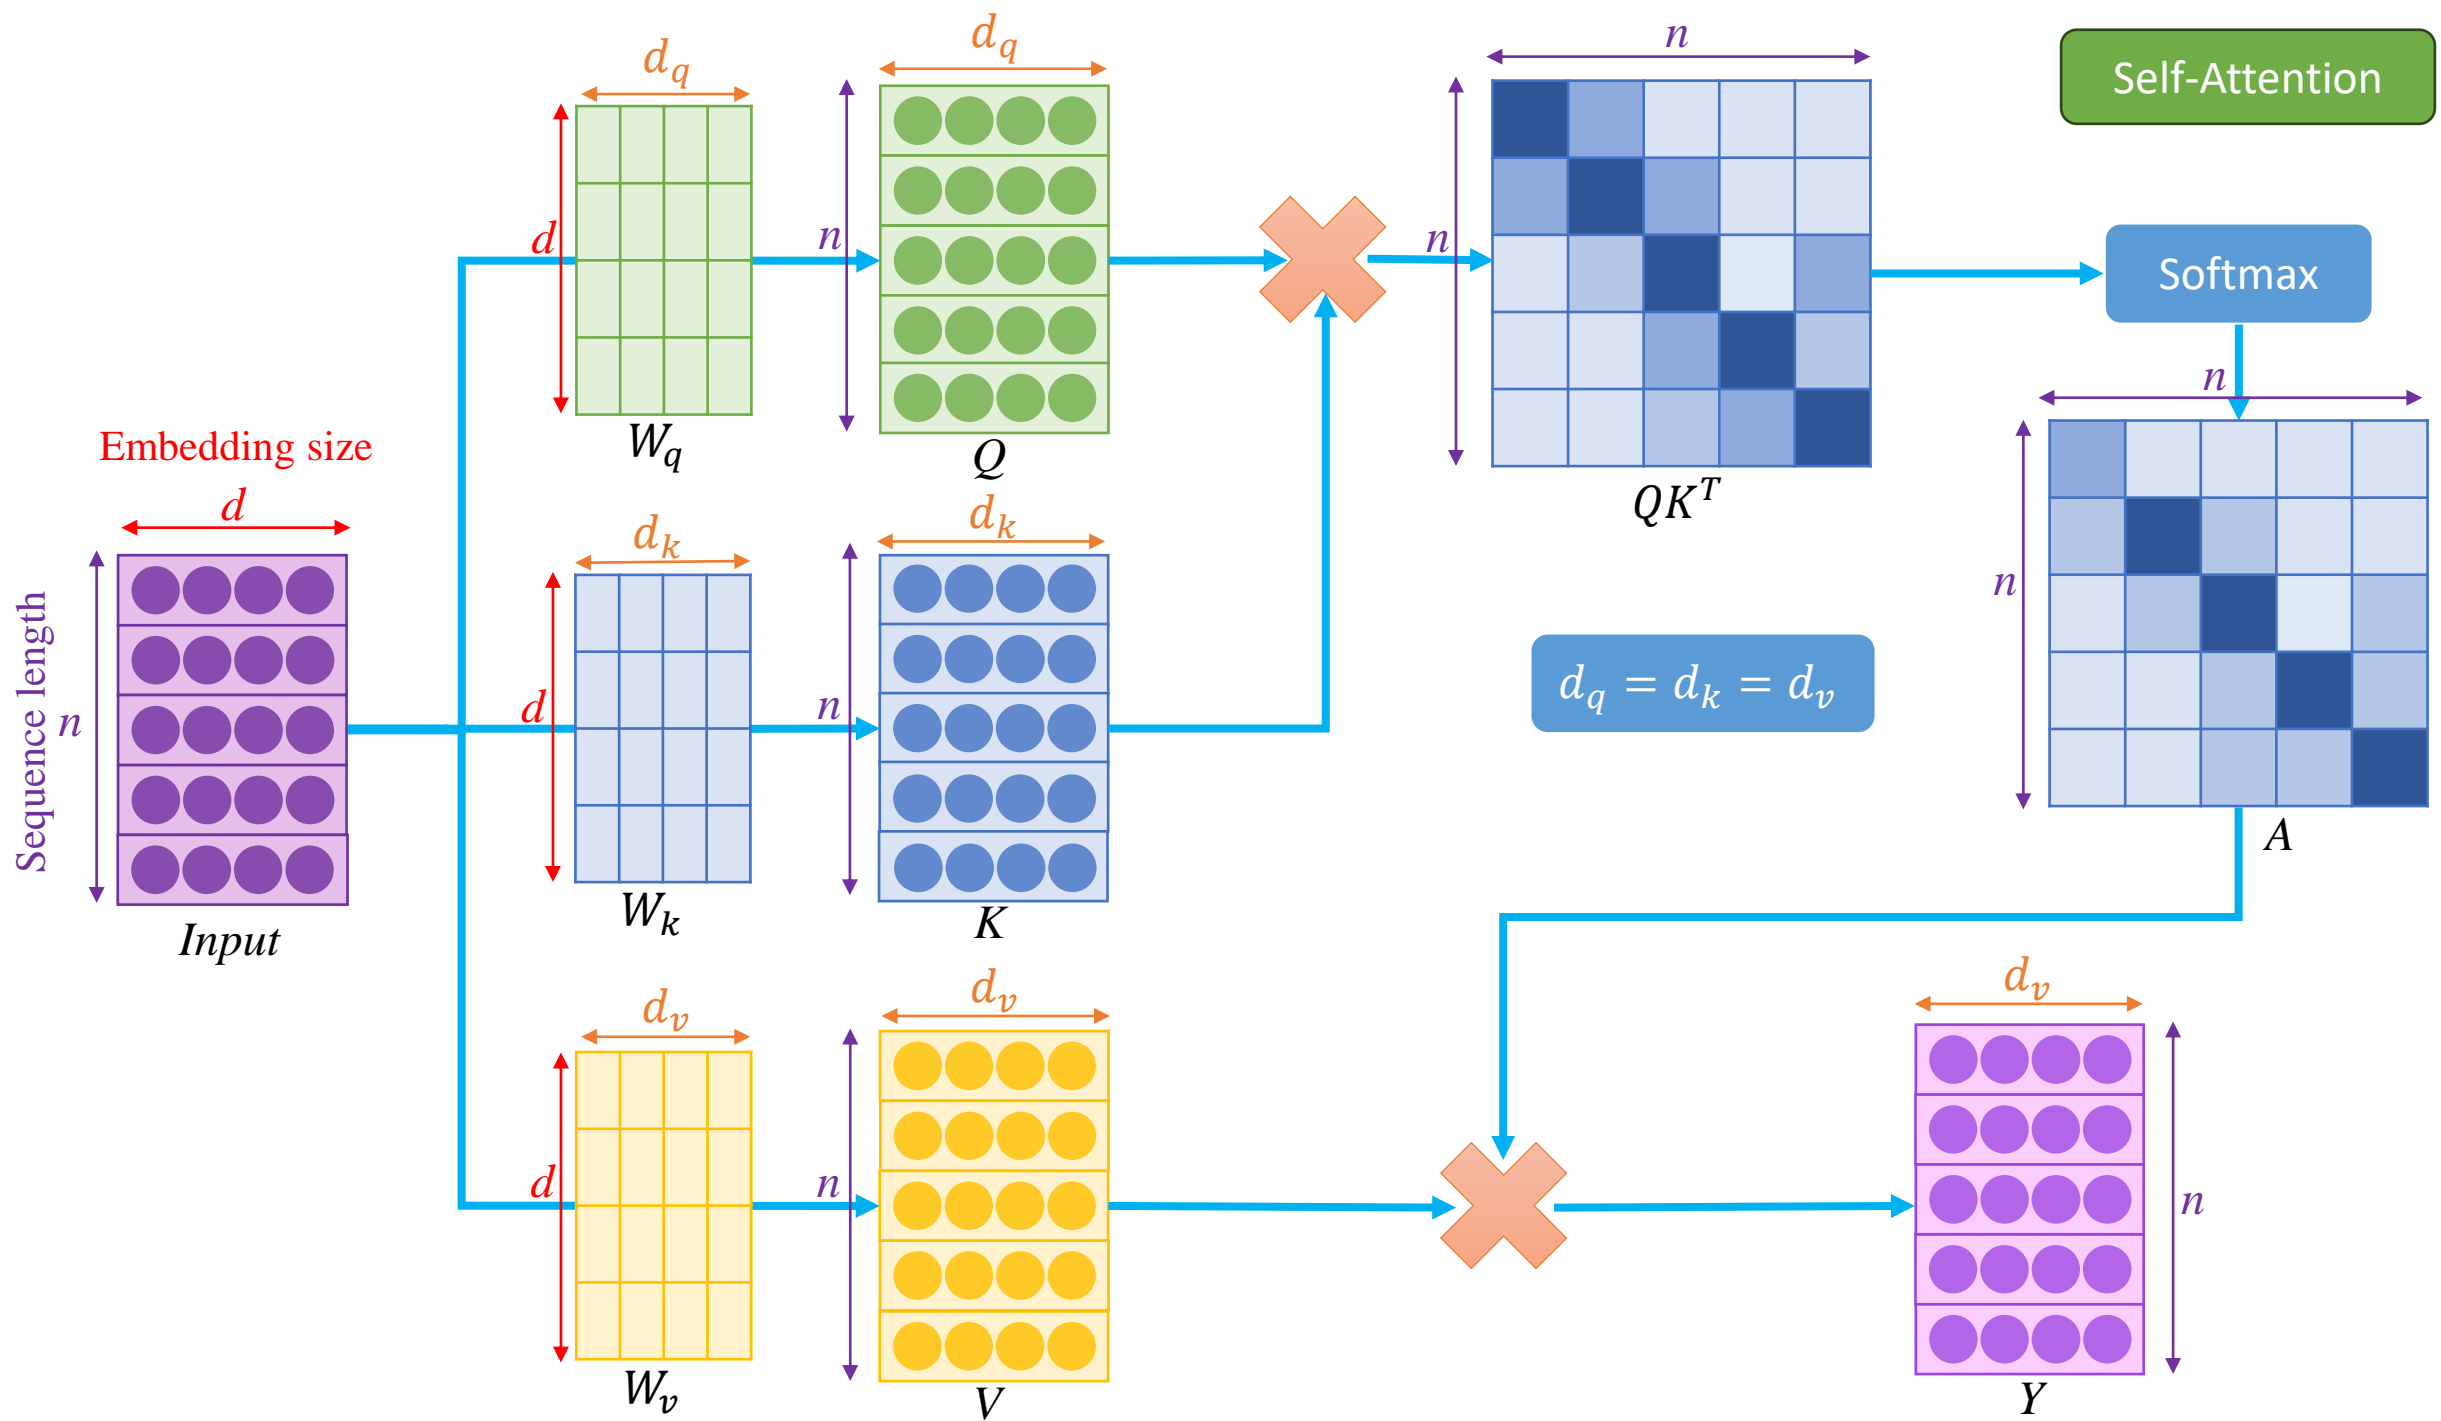 Self-Attention
Embedding size
d
Sequence length
n
Input
d_q
d
W_q
d_q
n
Q
d_k
d
W_k
d_k
n
K
d_v
d
W_v
d_v
n
V
n
n
QK^T
Softmax
n
n
A
d_q = d_k = d_v
d_v
n
Y